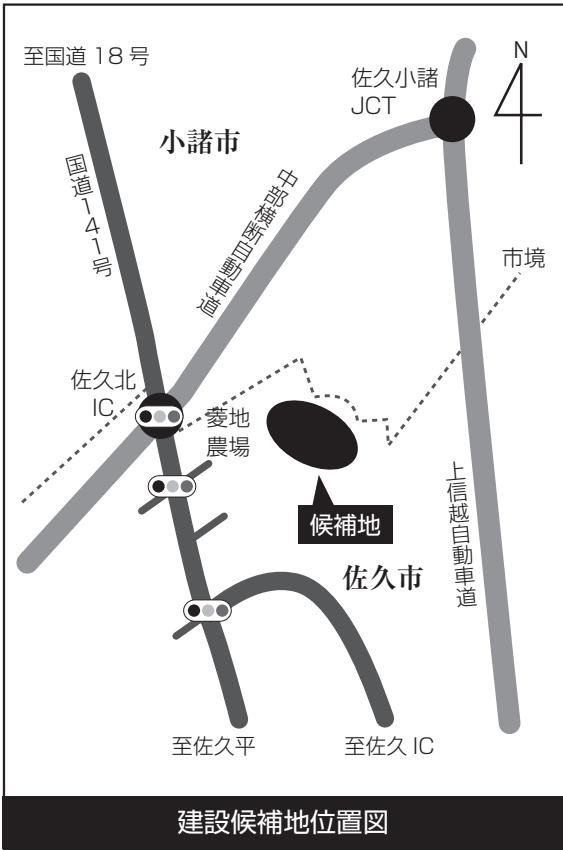 至国道 18 号
佐久小諸
JCT
N
小諸市
国道141号
中部横断自動車道
市境
佐久北
IC
菱地
農場
候補地
上信越自動車道
佐久市
至佐久平
至佐久 IC
建設候補地位置図